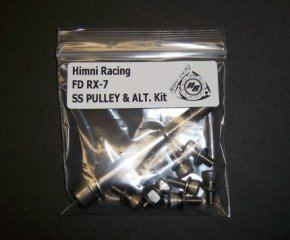 Himni Racing
FD RX-7
SS PULLEY & ALT. Kit